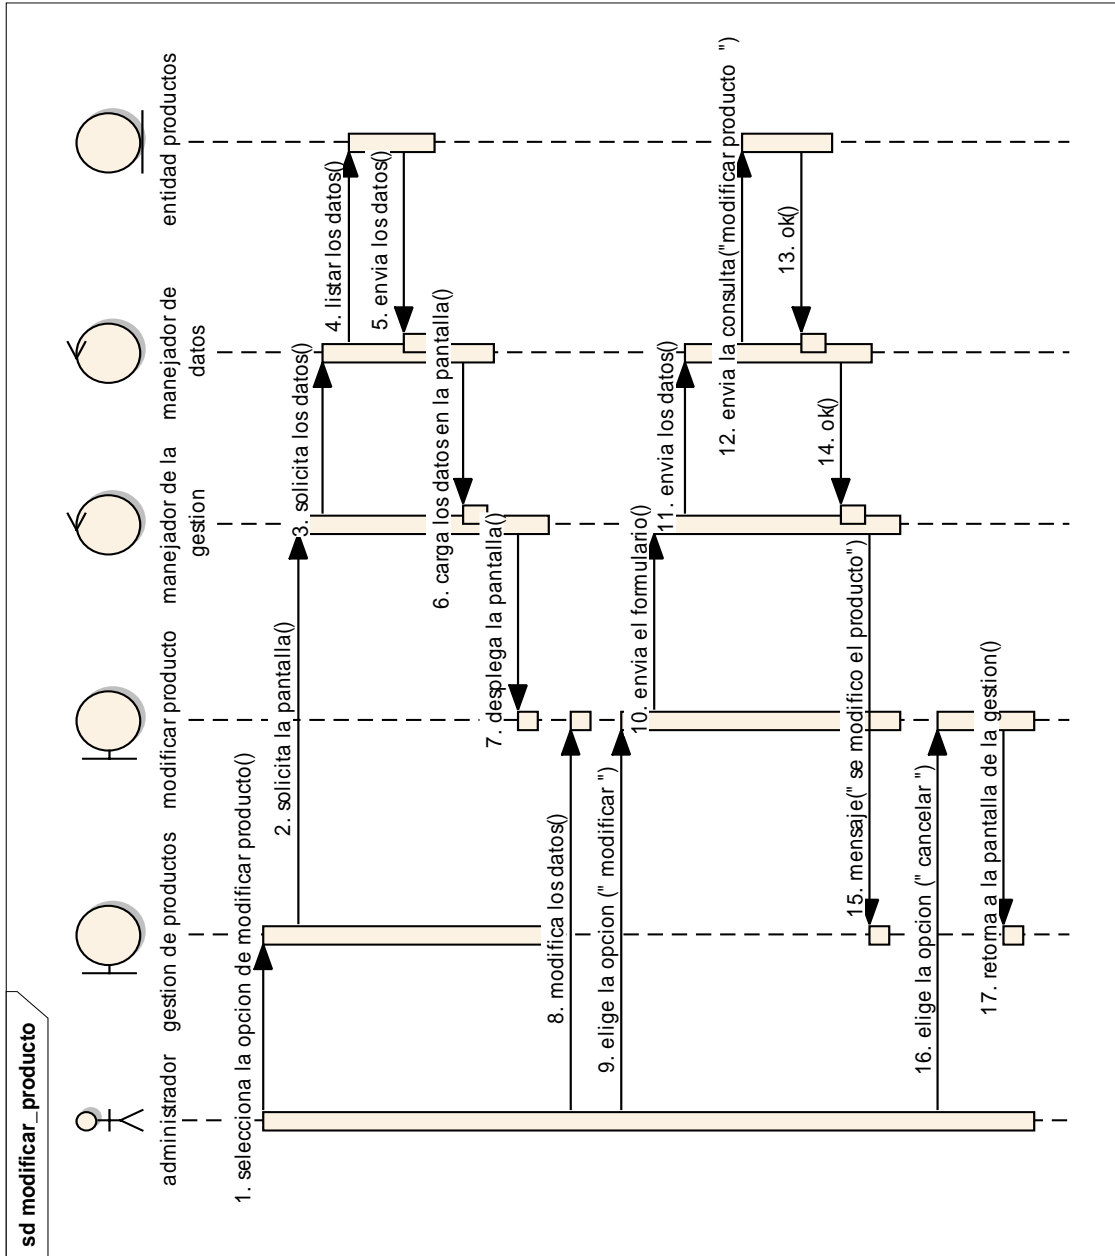 sd modificar_producto
administrador
gestion de productos
modificar producto
manejador de la
gestion
manejador de
datos
entidad productos
1. selecciona la opcion de modificar producto()
2. solicita la pantalla()
3. solicita los datos()
4. listar los datos()
5. envia los datos()
6. carga los datos en la pantalla()
7. desplega la pantalla()
8. modifica los datos()
9. elige la opcion (" modificar ")
10. envia el formulario()
11. envia los datos()
12. envia la consulta("modificar producto ")
13. ok()
14. ok()
15. mensaje(" se modifico el producto")
16. elige la opcion (" cancelar ")
17. retorna a la pantalla de la gestion()